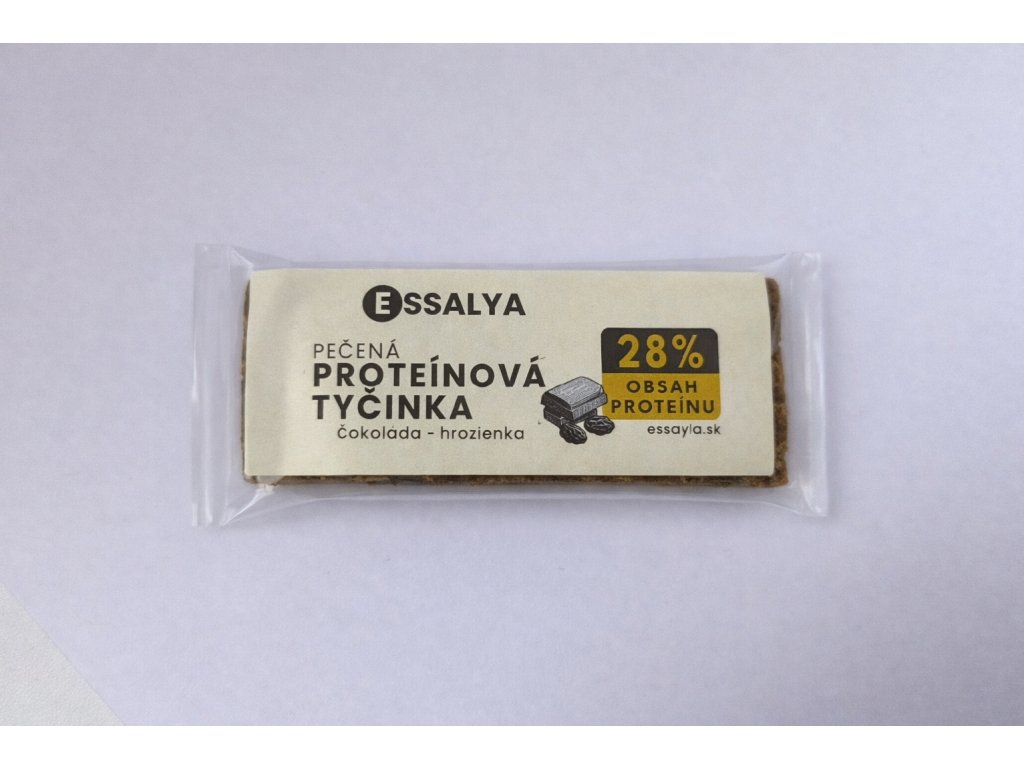 ESSALYA
PEČENÁ
PROTEÍNOVÁ
TYČINKA
Čokoláda - hrozienka
28%
OBSAH
PROTEÍNU
essayla.sk